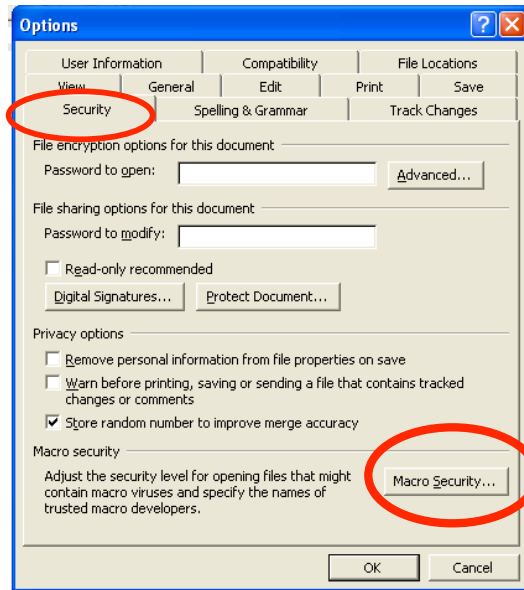 Options
User Information Compatibility File Locations
View General Edit Print Save
Security Spelling & Grammar Track Changes
File encryption options for this document
Password to open: Advanced...
File sharing options for this document
Password to modify:
Read-only recommended
Digital Signatures... Protect Document...
Privacy options
Remove personal information from file properties on save
Warn before printing, saving or sending a file that contains tracked
changes or comments
Store random number to improve merge accuracy
Macro security
Adjust the security level for opening files that might
contain macro viruses and specify the names of
trusted macro developers.
Macro Security...
OK Cancel